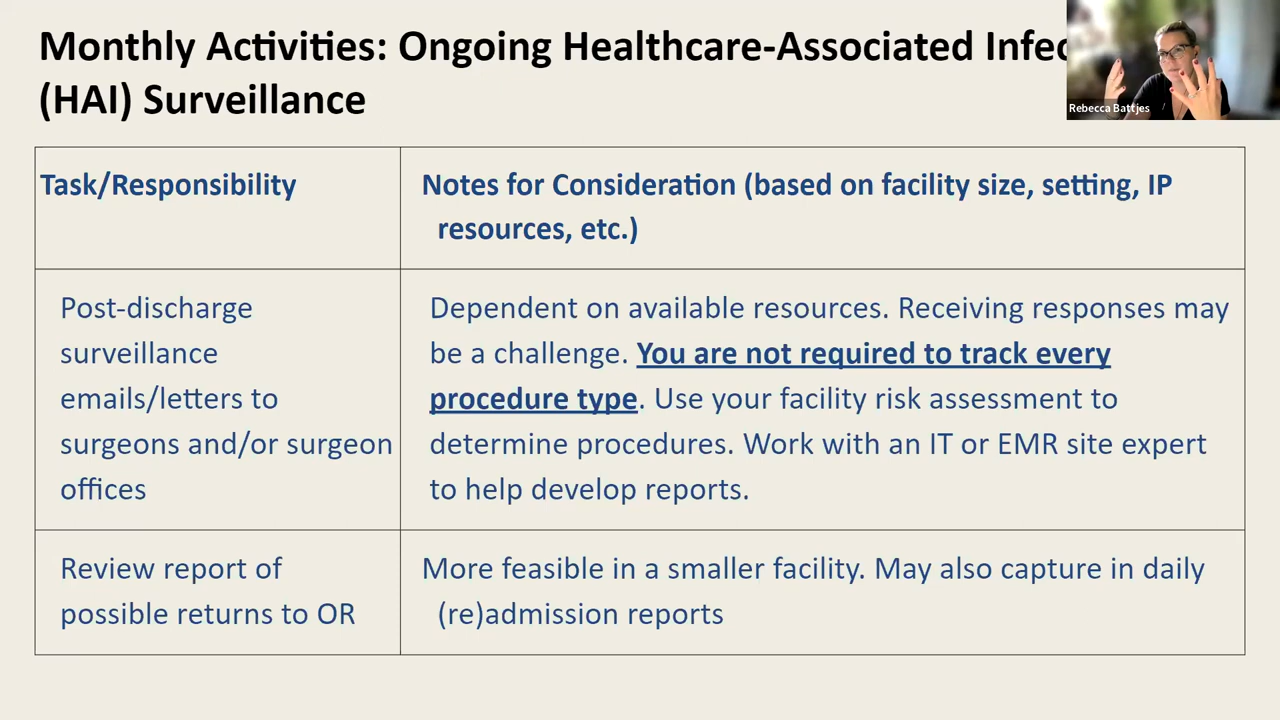 Monthly Activities: Ongoing Healthcare-Associated Infec
(HAI) Surveillance
Rebecca Battjes
Task/Responsibility
Notes for Consideration (based on facility size, setting, IP
resources, etc.)
Post-discharge
surveillance
emails/letters to
surgeons and/or surgeon
offices
Dependent on available resources. Receiving responses may
be a challenge. You are not required to track every
procedure type. Use your facility risk assessment to
determine procedures. Work with an IT or EMR site expert
to help develop reports.
Review report of
possible returns to OR
More feasible in a smaller facility. May also capture in daily
(re)admission reports